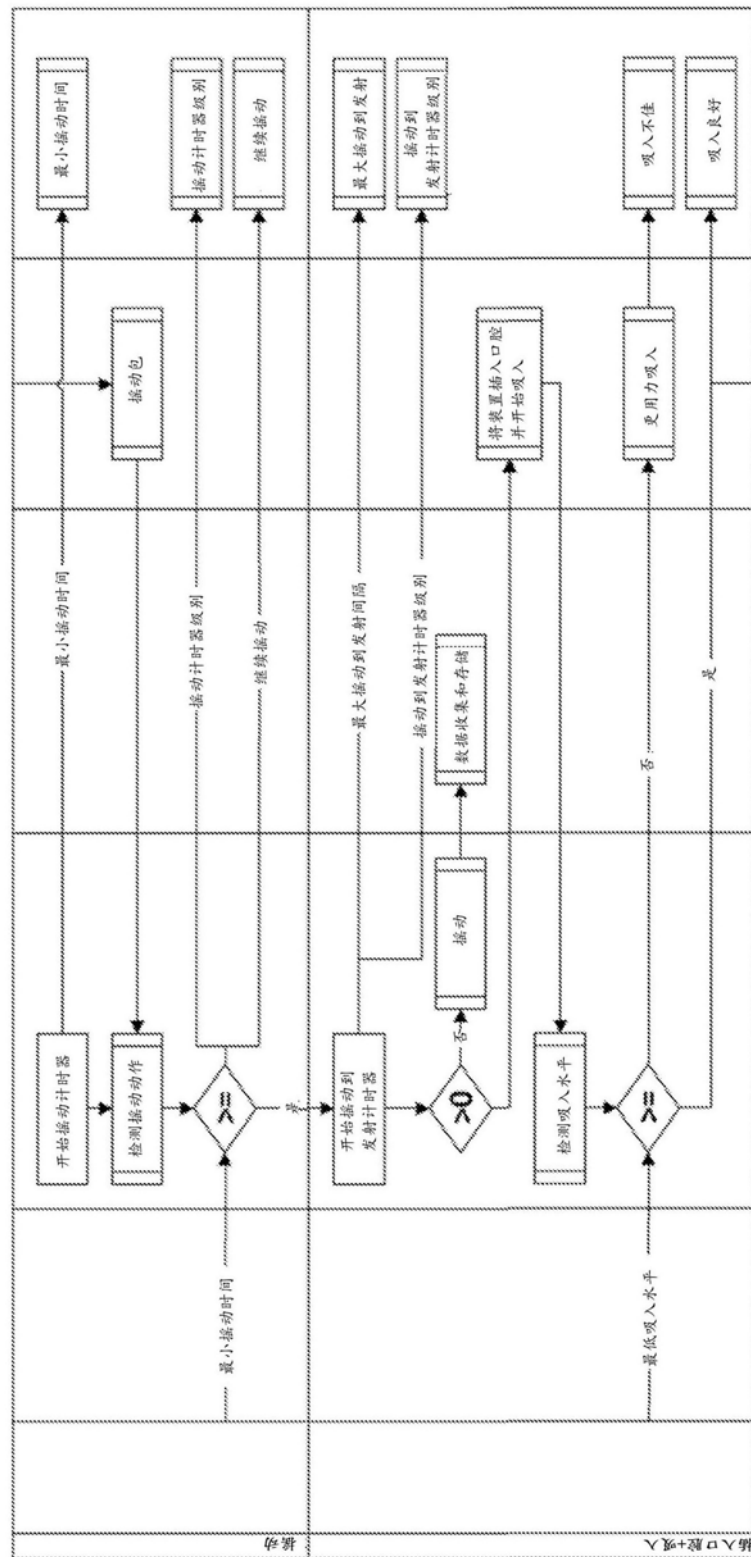 摇动
开始摇动计时器
最小摇动时间
最小摇动时间
检测摇动动作
摇动包
最小摇动时间
>=
摇动计时器级别
摇动计时器级别
继续摇动
继续摇动
是
插入口腔+吸入
开始摇动到
发射计时器
最大摇动到发射间隔
最大摇动到发射
摇动到发射计时器级别
摇动到
发射计时器级别
>0
否
摇动
数据收集和存储
将装置插入口腔
并开始吸入
检测吸入水平
最低吸入水平
>=
否
更用力吸入
吸入不佳
是
吸入良好